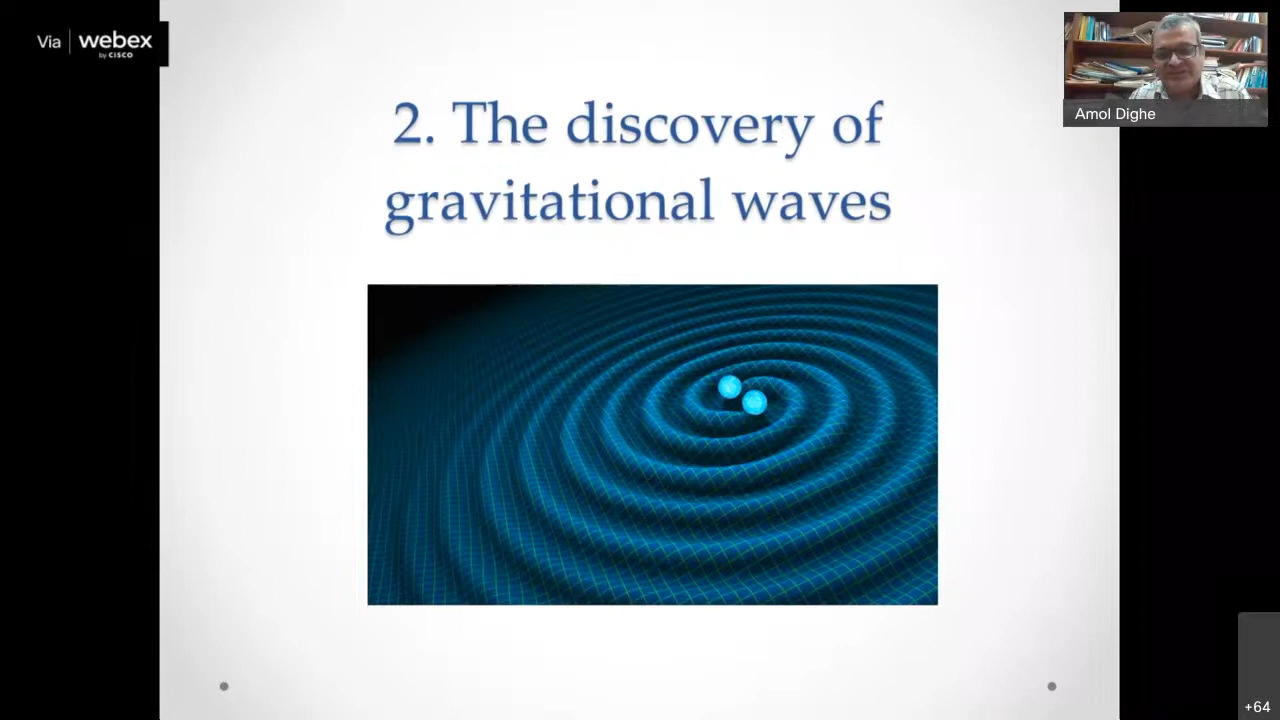 Via webex
by CISCO
2. The discovery of
gravitational waves
Amol Dighe
+64